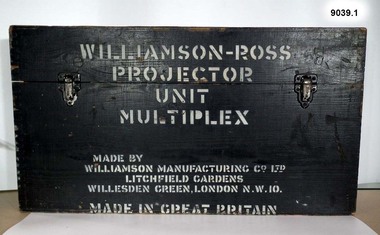 9039.1
WILLIAMSON-ROSS
PROJECTOR
UNIT
MULTIPLEX
MADE BY
WILLIAMSON MANUFACTURING CO LTD
LITCHFIELD GARDENS
WILLESDEN GREEN, LONDON N.W.10.
MADE IN GREAT BRITAIN